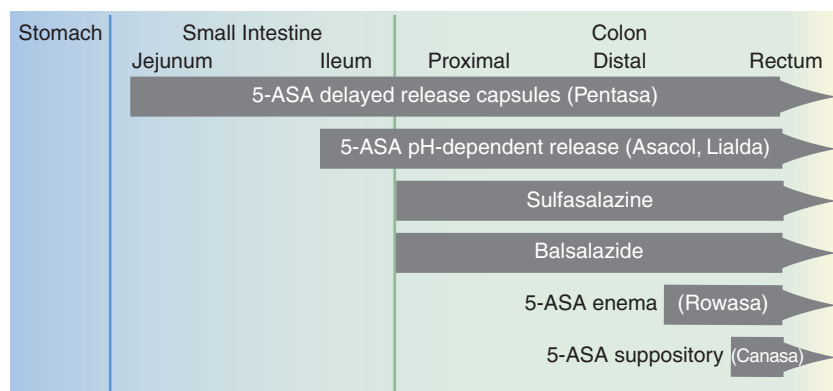 Stomach Small Intestine Colon
Jejunum Ileum Proximal Distal Rectum
5-ASA delayed release capsules (Pentasa)
5-ASA pH-dependent release (Asacol, Lialda)
Sulfasalazine
Balsalazide
5-ASA enema (Rowasa)
5-ASA suppository (Canasa)